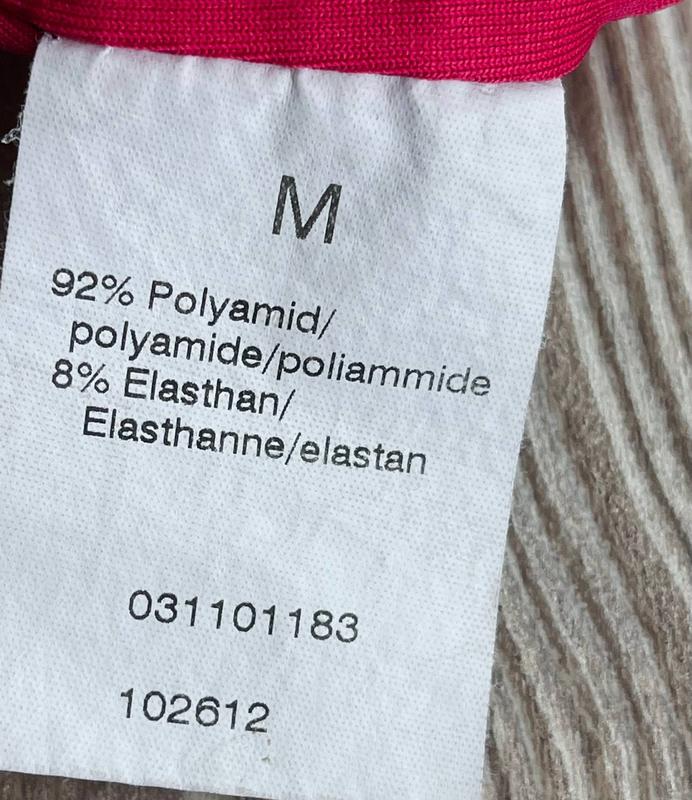 M
92% Polyamid/
polyamide/poliammide
8% Elasthan/
Elasthanne/elastan
031101183
102612